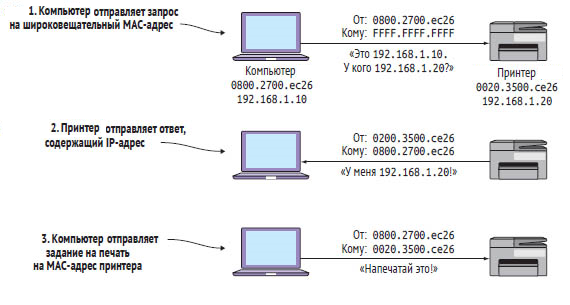 1. Компьютер отправляет запрос
на широковещательный MAC-адрес
От: 0800.2700.ec26
Кому: FFFF.FFFF.FFFF
«Это 192.168.1.10.
У кого 192.168.1.20?»
Компьютер
0800.2700.ec26
192.168.1.10
Принтер
0020.3500.ce26
192.168.1.20
2. Принтер отправляет ответ,
содержащий IP-адрес
От: 0200.3500.ce26
Кому: 0800.2700.ec26
«У меня 192.168.1.20!»
3. Компьютер отправляет
задание на печать
на MAC-адрес принтера
От: 0800.2700.ec26
Кому: 0020.3500.ce26
«Напечатай это!»